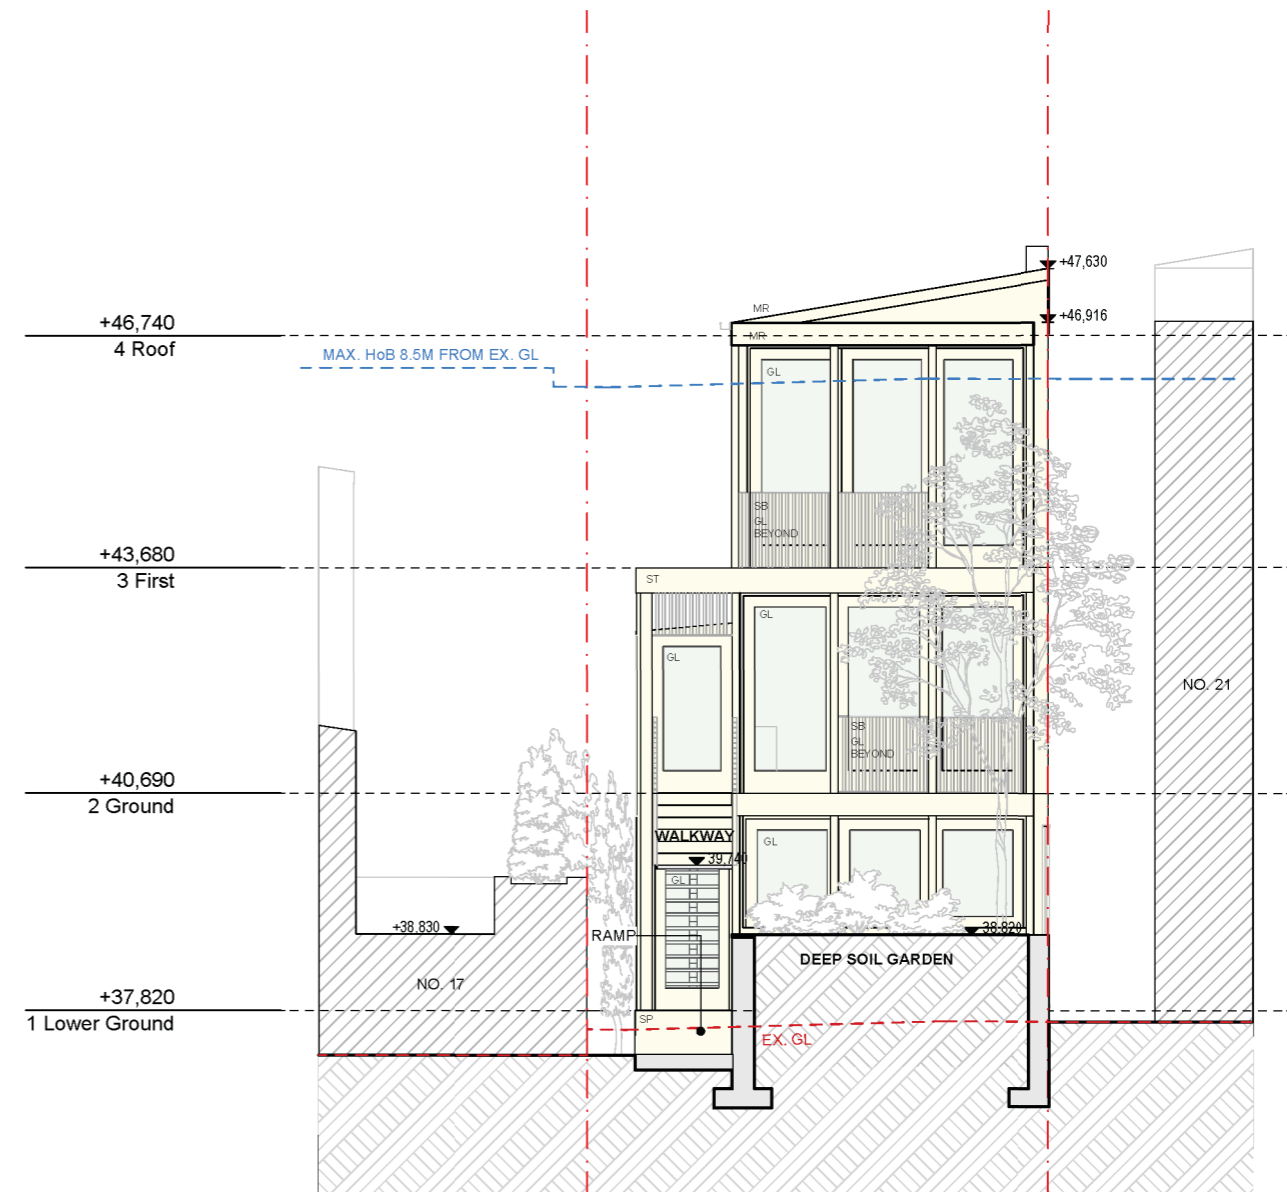 +47,630
MR
+46,916
+46,740
4 Roof
MR
MAX. HoB 8.5M FROM EX. GL
GL
SB
GL
BEYOND
+43,680
3 First
ST
GL
GL
NO. 21
SB
GL
BEYOND
+40,690
2 Ground
WALKWAY
39,740
GL
GL
+38,830
RAMP
38,820
DEEP SOIL GARDEN
NO. 17
+37,820
1 Lower Ground
SP
EX. GL